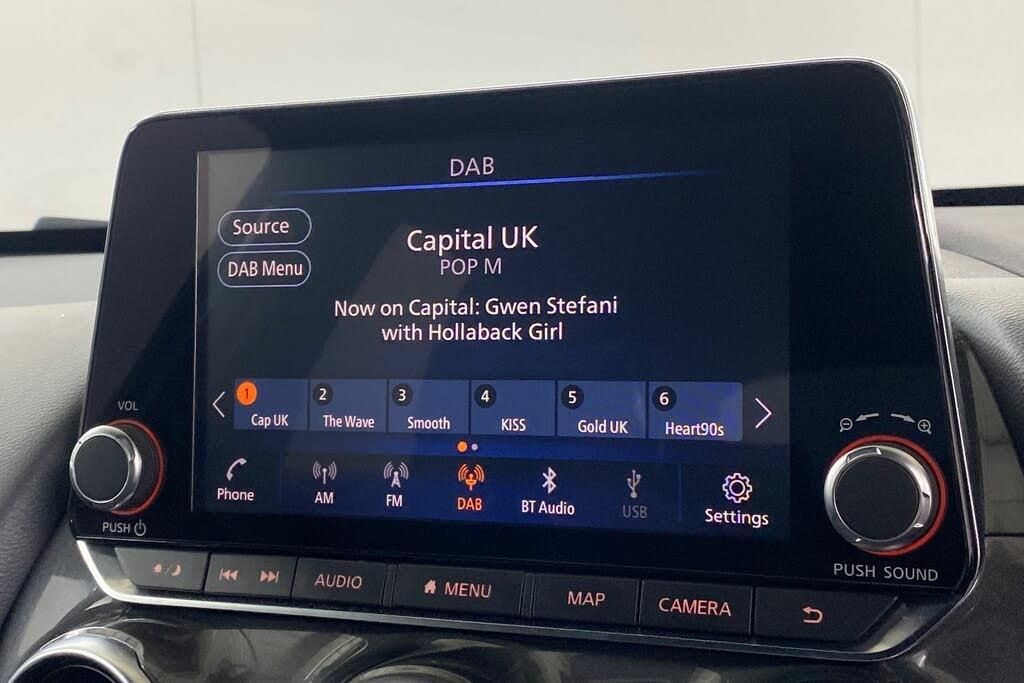 DAB
Source
Capital UK
DAB Menu
POP M
Now on Capital: Gwen Stefani
with Hollaback Girl
1 Cap UK
2 The Wave
3 Smooth
4 KISS
5 Gold UK
6 Heart90s
VOL
Phone
AM
FM
DAB
BT Audio
USB
Settings
PUSH
PUSH SOUND
AUDIO
MENU
MAP
CAMERA